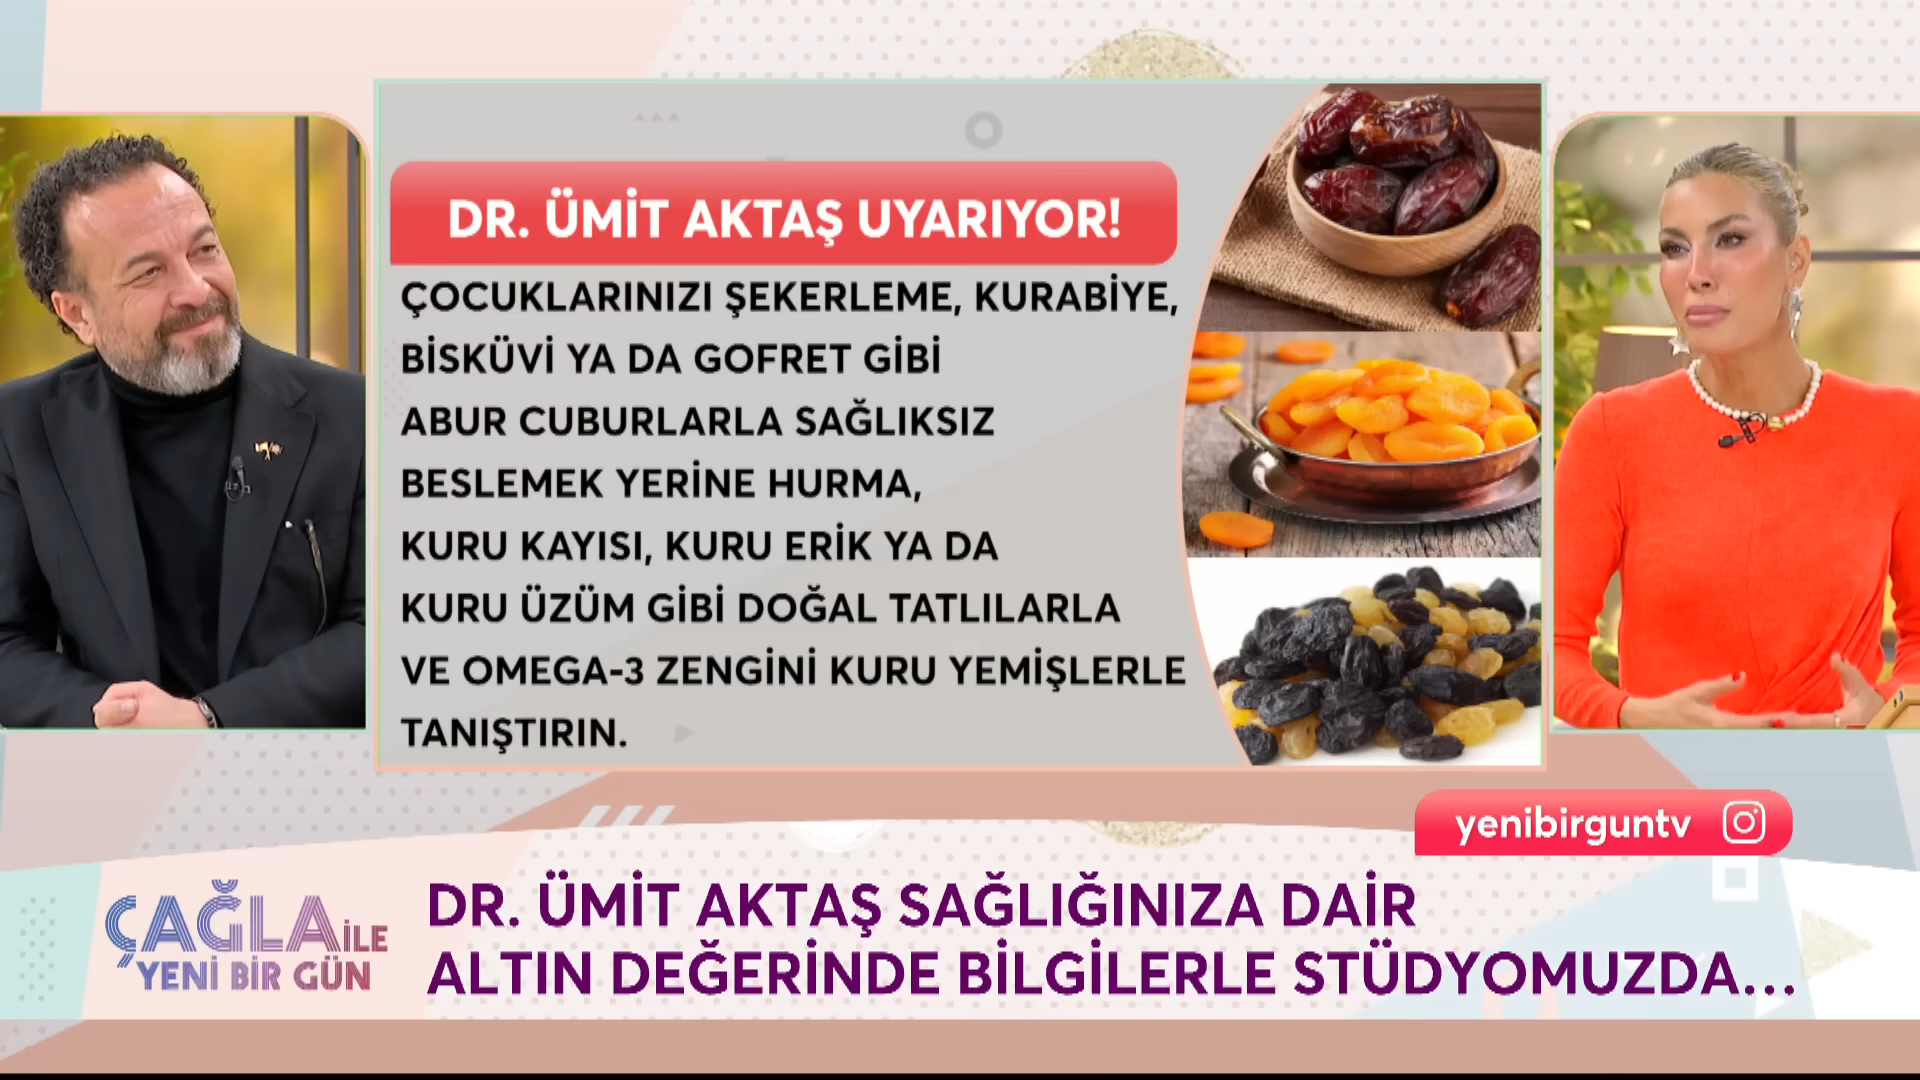 DR. ÜMİT AKTAŞ UYARIYOR!
ÇOCUKLARINIZI ŞEKERLEME, KURABİYE,
BİSKÜVİ YA DA GOFRET GİBİ
ABUR CUBURLARLA SAĞLIKSIZ
BESLEMEK YERİNE HURMA,
KURU KAYISI, KURU ERİK YA DA
KURU ÜZÜM GİBİ DOĞAL TATLILARLA
VE OMEGA-3 ZENGİNİ KURU YEMİŞLERLE
TANIŞTIRIN.
yenibirguntv
ÇAĞLA İLE
YENİ BİR GÜN
DR. ÜMİT AKTAŞ SAĞLIĞINIZA DAİR
ALTIN DEĞERİNDE BİLGİLERLE STÜDYOMUZDA...